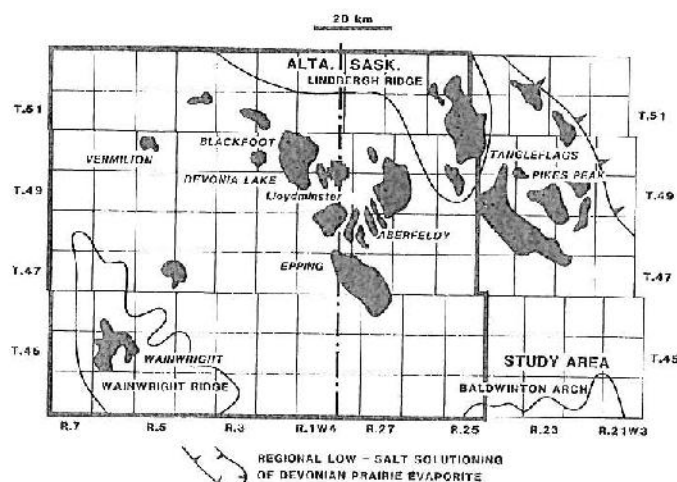 20 km
ALTA. SASK.
LINDBERGH RIDGE
T.51
T.51
BLACKFOOT
VERMILION
TANGLEFLAGS
DEVONIA LAKE
PIKES PEAK
T.49
T.49
Lloydminster
ABERFELDY
EPPING
T.47
T.47
T.45
T.45
WAINWRIGHT
STUDY AREA
WAINWRIGHT RIDGE
BALDWINTON ARCH
R.7 R.5 R.3 R.1W4 R.27 R.25 R.23 R.21W3
REGIONAL LOW – SALT SOLUTIONING
OF DEVONIAN PRAIRIE EVAPORITE